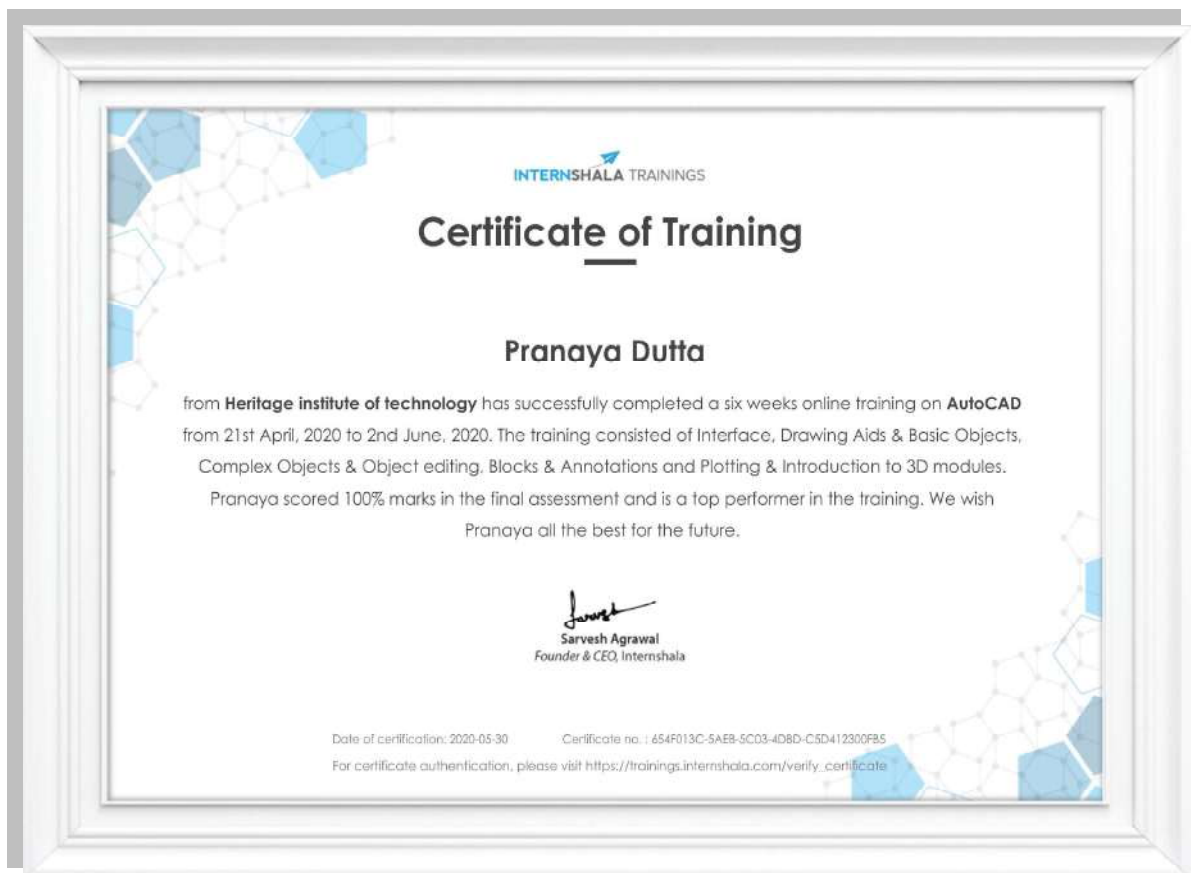 INTERNSHALA TRAININGS
Certificate of Training
Pranaya Dutta
from Heritage institute of technology has successfully completed a six weeks online training on AutoCAD
from 21st April, 2020 to 2nd June, 2020. The training consisted of Interface, Drawing Aids & Basic Objects,
Complex Objects & Object editing, Blocks & Annotations and Plotting & Introduction to 3D modules.
Pranaya scored 100% marks in the final assessment and is a top performer in the training. We wish
Pranaya all the best for the future.
Sarvesh
Sarvesh Agrawal
Founder & CEO, Internshala
Date of certification: 2020-05-30 Certificate no. : 654F013C-5AEB-5C03-4DBD-C5D412300FB5
For certificate authentication, please visit https://trainings.internshala.com/verify_certificate